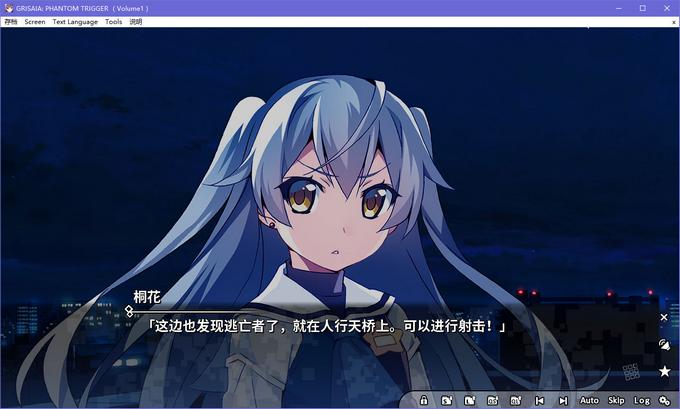 GRISAIA: PHANTOM TRIGGER （Volume1）
存档 Screen Text Language Tools 说明
桐花
「这边也发现逃亡者了，就在人行天桥上。可以进行射击！」
Auto Skip Log